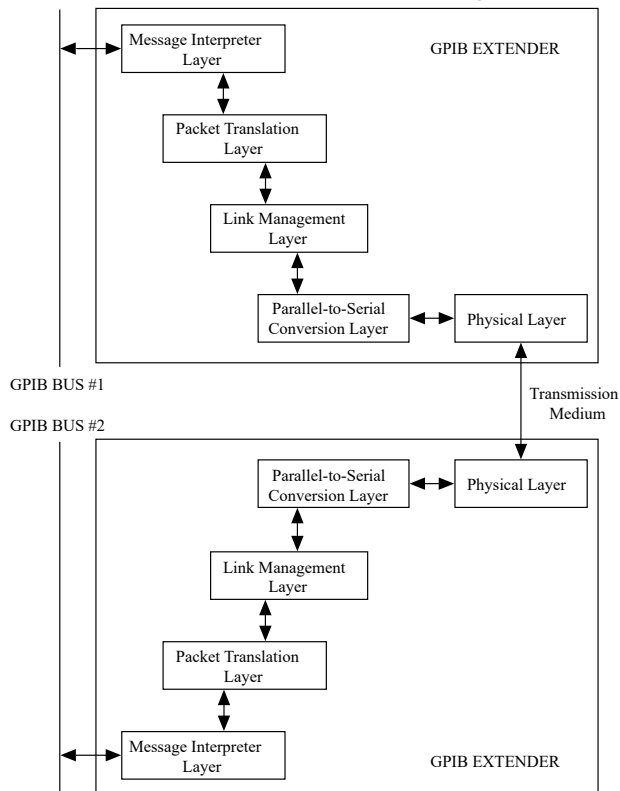 Message Interpreter
Layer
GPIB EXTENDER
Packet Translation
Layer
Link Management
Layer
Parallel-to-Serial
Conversion Layer
Physical Layer
GPIB BUS #1
Transmission
Medium
GPIB BUS #2
Parallel-to-Serial
Conversion Layer
Physical Layer
Link Management
Layer
Packet Translation
Layer
Message Interpreter
Layer
GPIB EXTENDER